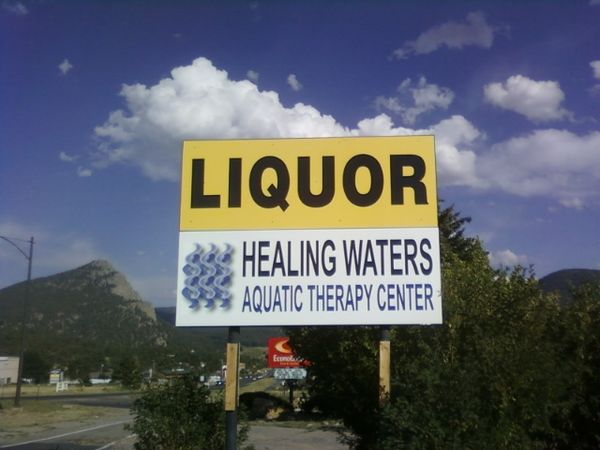 LIQUOR
HEALING WATERS
AQUATIC THERAPY CENTER